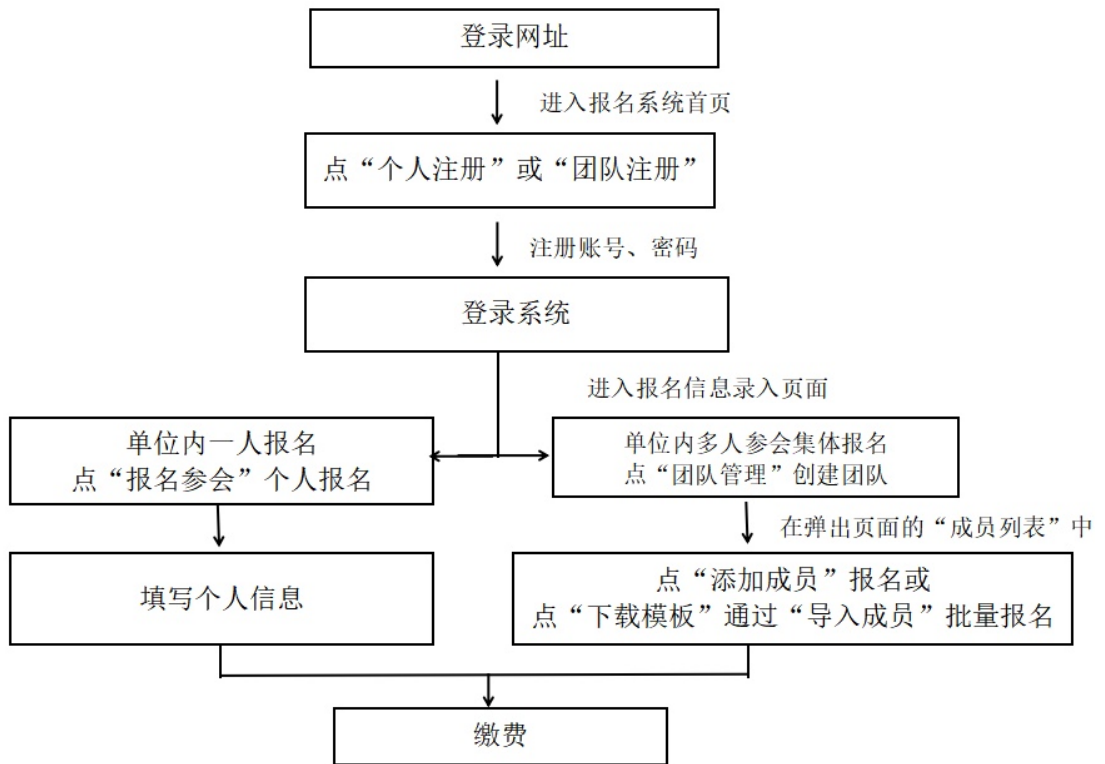 登录网址
进入报名系统首页
点“个人注册”或“团队注册”
注册账号、密码
登录系统
进入报名信息录入页面
单位内一人报名
点“报名参会”个人报名
单位内多人参会集体报名
点“团队管理”创建团队
在弹出页面的“成员列表”中
填写个人信息
点“添加成员”报名或
点“下载模板”通过“导入成员”批量报名
缴费